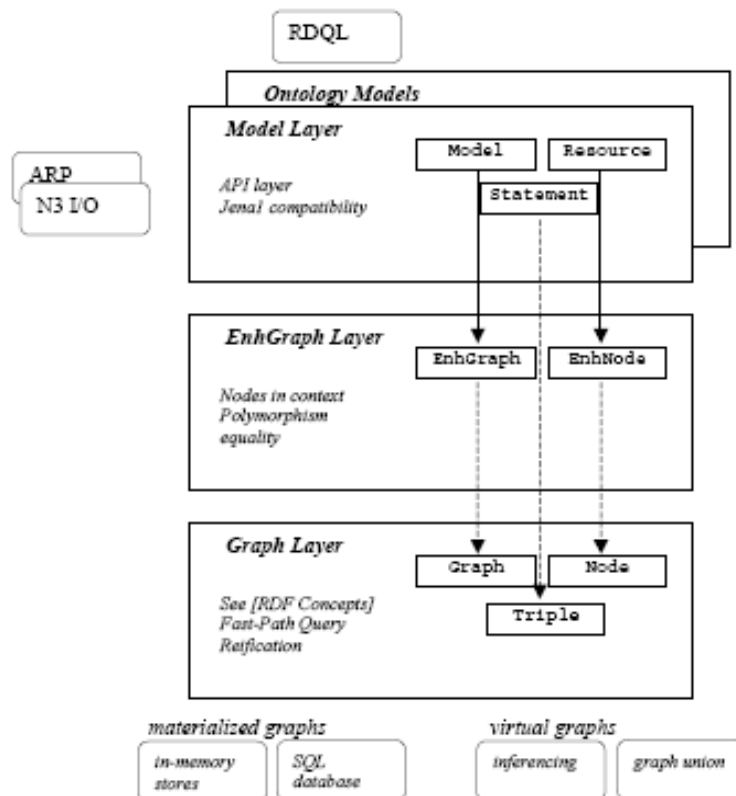 RDQL
Ontology Models
Model Layer
Model
Resource
ARP
N3 I/O
API layer
Jena1 compatibility
Statement
EnhGraph Layer
EnhGraph
EnhNode
Nodes in context
Polymorphism
equality
Graph Layer
Graph
Node
See [RDF Concepts]
Fast-Path Query
Reification
Triple
materialized graphs
virtual graphs
in-memory
stores
SQL
database
inferencing
graph union